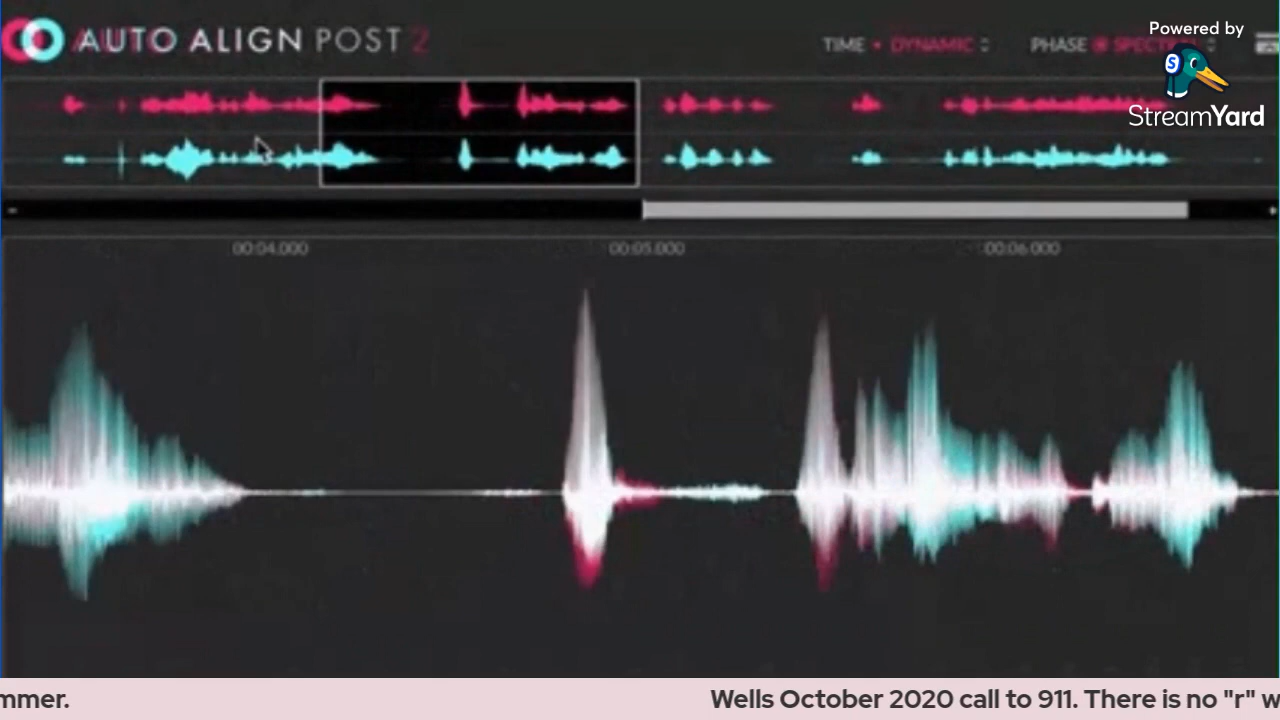 AUTO ALIGN POST 2
TIME • DYNAMIC
PHASE
Powered by
StreamYard
00:04.000
00:05.000
00:06.000
mmer.
Wells October 2020 call to 911. There is no "r" w